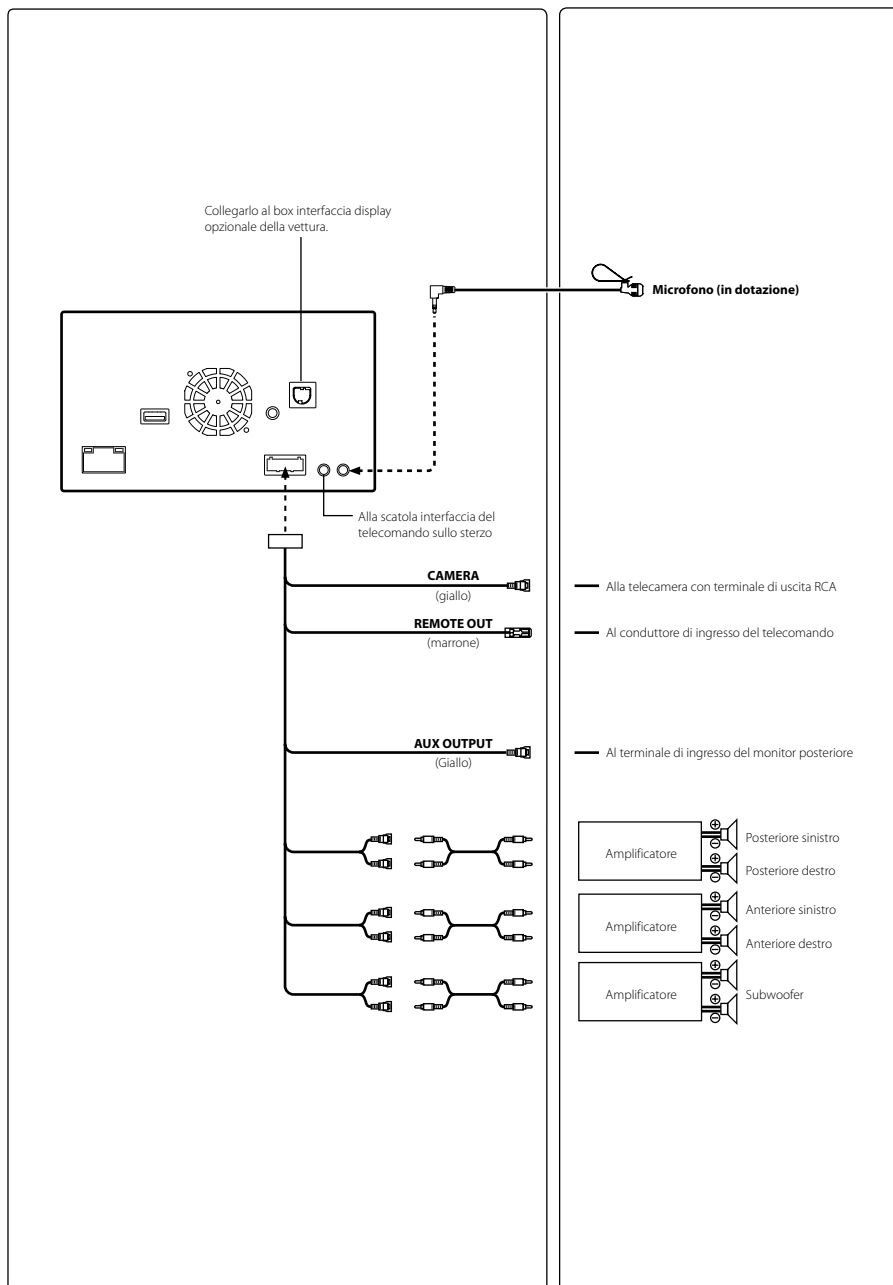 Collegarlo al box interfaccia display
opzionale della vettura.
Microfono (in dotazione)
Alla scatola interfaccia del
telecomando sullo sterzo
CAMERA
(giallo)
Alla telecamera con terminale di uscita RCA
REMOTE OUT
(marrone)
Al conduttore di ingresso del telecomando
AUX OUTPUT
(Giallo)
Al terminale di ingresso del monitor posteriore
Amplificatore
Posteriore sinistro
Posteriore destro
Amplificatore
Anteriore sinistro
Anteriore destro
Amplificatore
Subwoofer